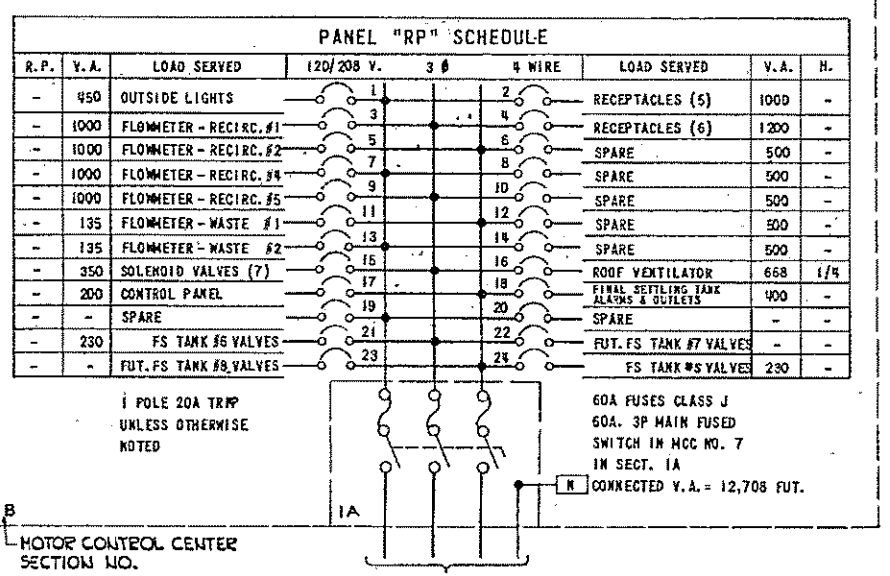 PANEL "RP" SCHEDULE
R.P. V.A. LOAD SERVED 120/208 V. 3 Ø 4 WIRE LOAD SERVED V.A. H.
- 450 OUTSIDE LIGHTS 1 2 RECEPTACLES (5) 1000 -
- 1000 FLOWMETER - RECIRC. #1 3 4 RECEPTACLES (6) 1200 -
- 1000 FLOWMETER - RECIRC. #2 5 6 SPARE 500 -
- 1000 FLOWMETER - RECIRC. #4 7 8 SPARE 500 -
- 1000 FLOWMETER - RECIRC. #5 9 10 SPARE 500 -
- 135 FLOWMETER - WASTE #1 11 12 SPARE 500 -
- 135 FLOWMETER - WASTE #2 13 14 SPARE 500 -
- 350 SOLENOID VALVES (7) 15 16 ROOF VENTILATOR 668 1/4
- 200 CONTROL PANEL 17 18 FINAL SETTLING TANK ALARMS & OUTLETS 400 -
- - SPARE 19 20 SPARE - -
- 230 FS TANK #6 VALVES 21 22 FUT. FS TANK #7 VALVES - -
- - FUT. FS TANK #8 VALVES 23 24 FS TANK #5 VALVES 230 -
1 POLE 20A TRIP
UNLESS OTHERWISE
NOTED
60A FUSES CLASS J
60A. 3P MAIN FUSED
SWITCH IN MCC NO. 7
IN SECT. 1A
N CONNECTED V.A. = 12,708 FUT.
1A
B
MOTOR CONTROL CENTER
SECTION NO.